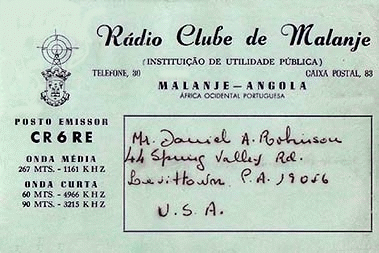 Rádio Clube de Malanje
(INSTITUIÇÃO DE UTILIDADE PÚBLICA)
TELEFONE, 30 CAIXA POSTAL, 83
MALANJE-ANGOLA
ÁFRICA OCIDENTAL PORTUGUESA
POSTO EMISSOR
CR6RE
ONDA MÉDIA
267 MTS. - 1161 KHZ
ONDA CURTA
60 MTS. - 4966 KHZ
90 MTS. - 3215 KHZ
Mr. Daniel A. Robinson
44 Spring Valley Rd.
Levittown P.A. 19056
U.S.A.